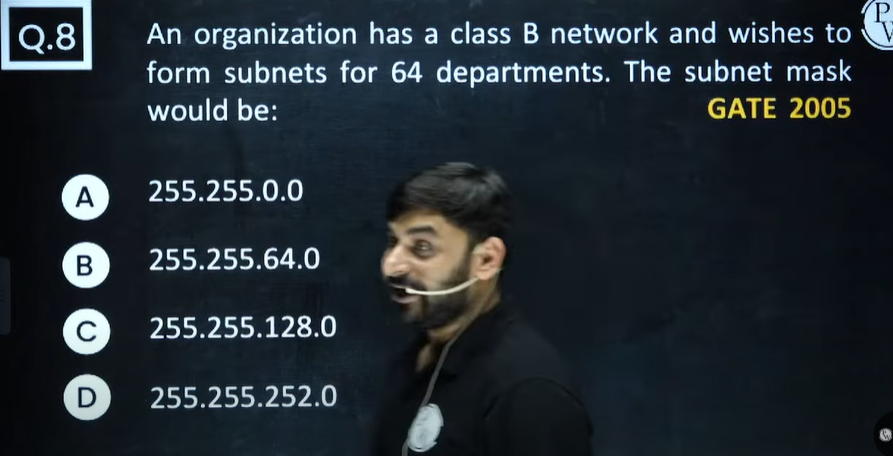 Q.8
An organization has a class B network and wishes to
form subnets for 64 departments. The subnet mask
would be:
GATE 2005
A 255.255.0.0
B 255.255.64.0
C 255.255.128.0
D 255.255.252.0